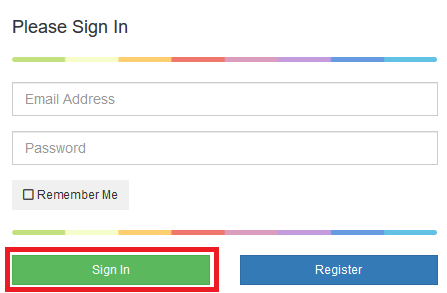 Please Sign In
Email Address
Password
Remember Me
Sign In
Register